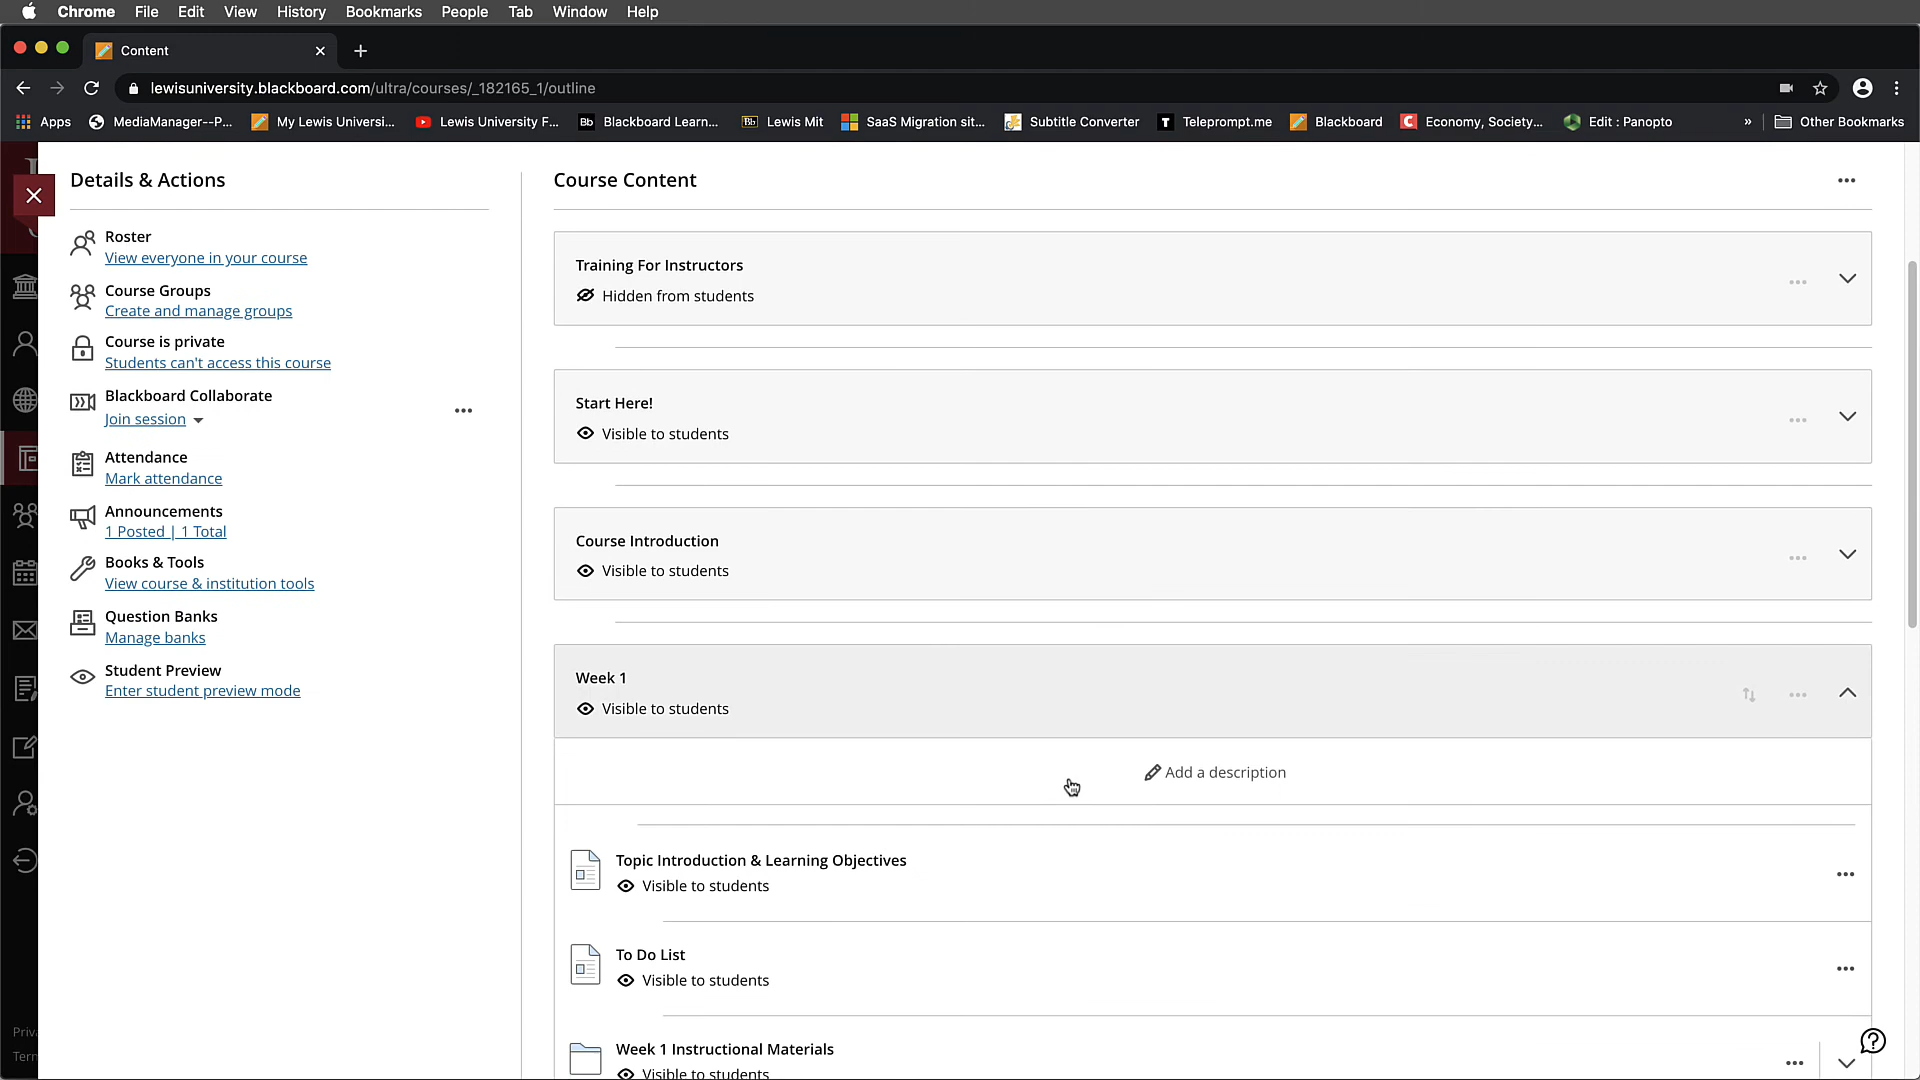 Chrome File Edit View History Bookmarks People Tab Window Help
Content
lewisuniversity.blackboard.com/ultra/courses/_182165_1/outline
Apps MediaManager--P... My Lewis Universi... Lewis University F... Bb Blackboard Learn... Bb Lewis Mit SaaS Migration sit... Subtitle Converter T Teleprompt.me Blackboard C Economy, Society... Edit : Panopto » Other Bookmarks
Details & Actions
Roster
View everyone in your course
Course Groups
Create and manage groups
Course is private
Students can't access this course
Blackboard Collaborate
Join session
Attendance
Mark attendance
Announcements
1 Posted | 1 Total
Books & Tools
View course & institution tools
Question Banks
Manage banks
Student Preview
Enter student preview mode
Priv
Tern
Course Content
Training For Instructors
Hidden from students
Start Here!
Visible to students
Course Introduction
Visible to students
Week 1
Visible to students
Add a description
Topic Introduction & Learning Objectives
Visible to students
To Do List
Visible to students
Week 1 Instructional Materials
Visible to students